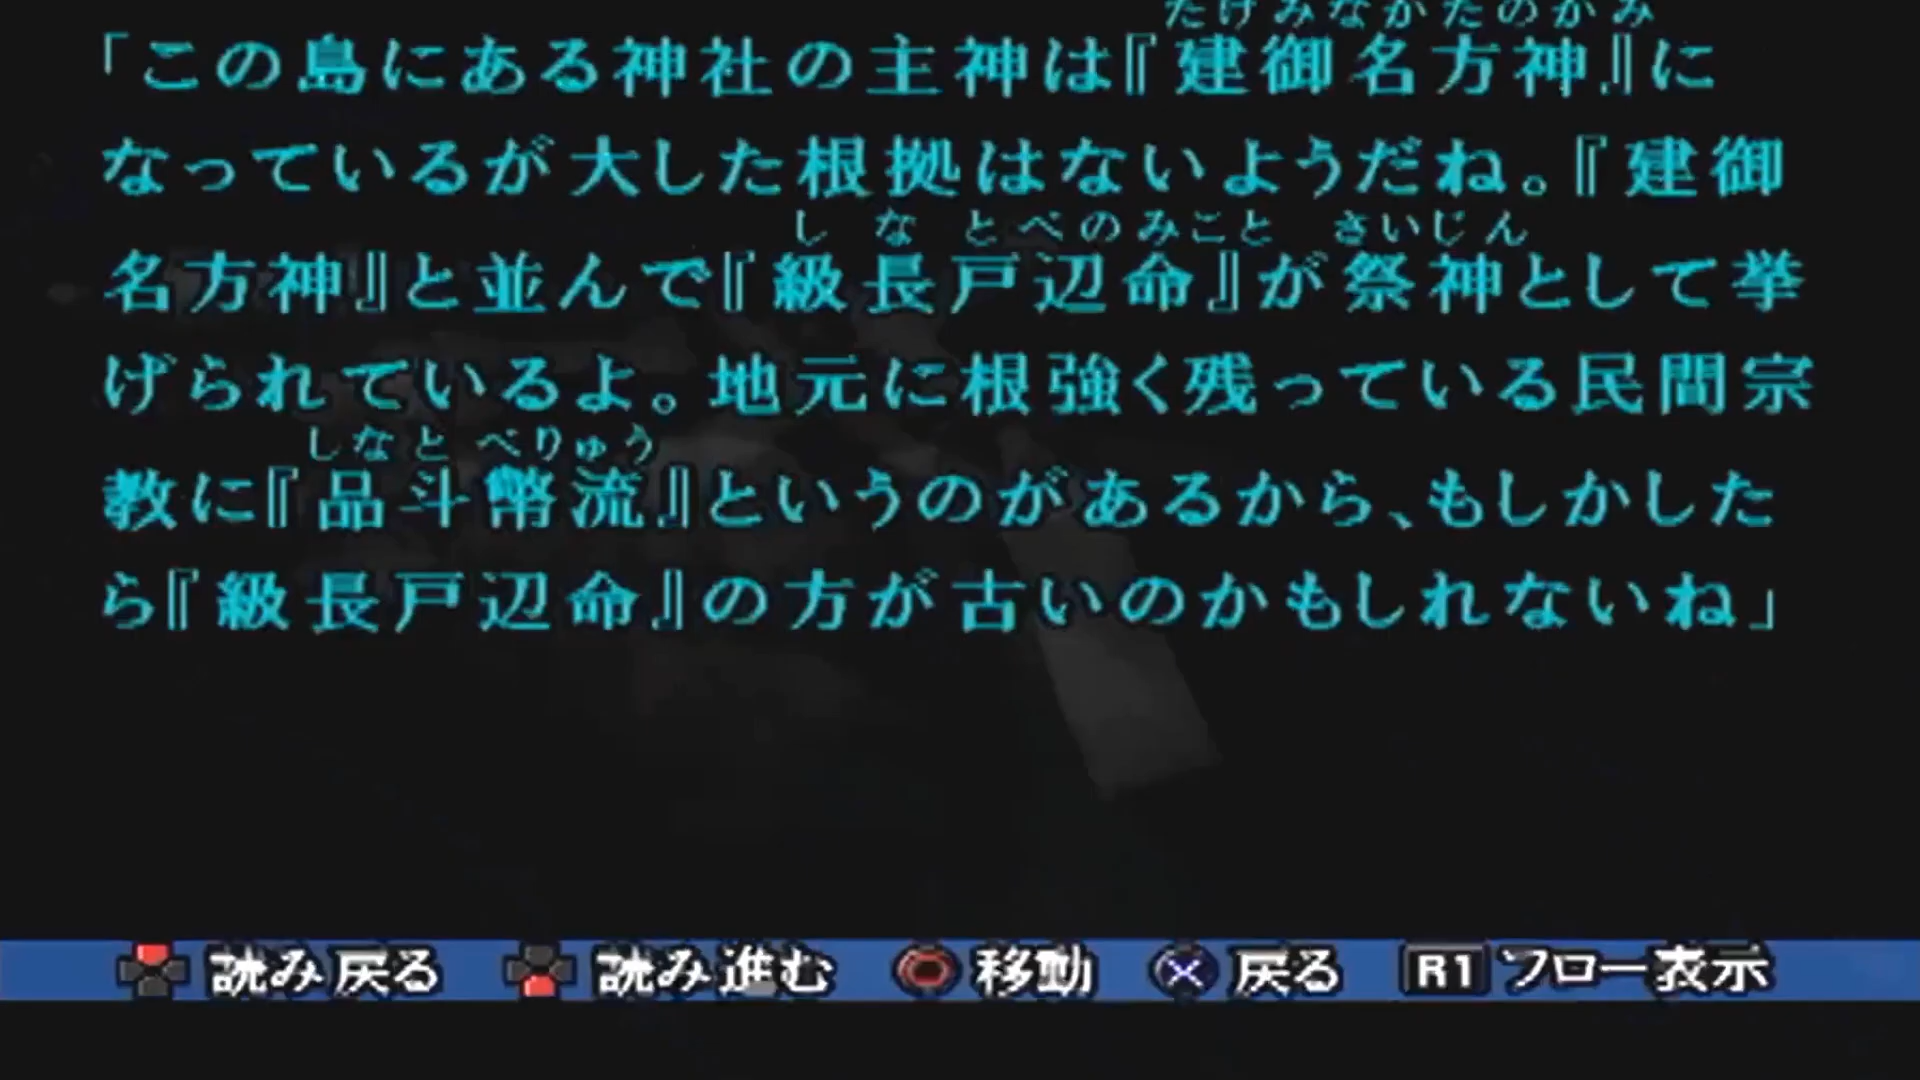 たけみなかたのかみ
「この島にある神社の主神は『建御名方神』に
なっているが大した根拠はないようだね。『建御
しなとべのみこと さいじん
名方神』と並んで『級長戸辺命』が祭神として挙
げられているよ。地元に根強く残っている民間宗
しなとべりゅう
教に『品斗幣流』というのがあるから、もしかした
ら『級長戸辺命』の方が古いのかもしれないね」
読み戻る 読み進む 移動 戻る R1 フロー表示